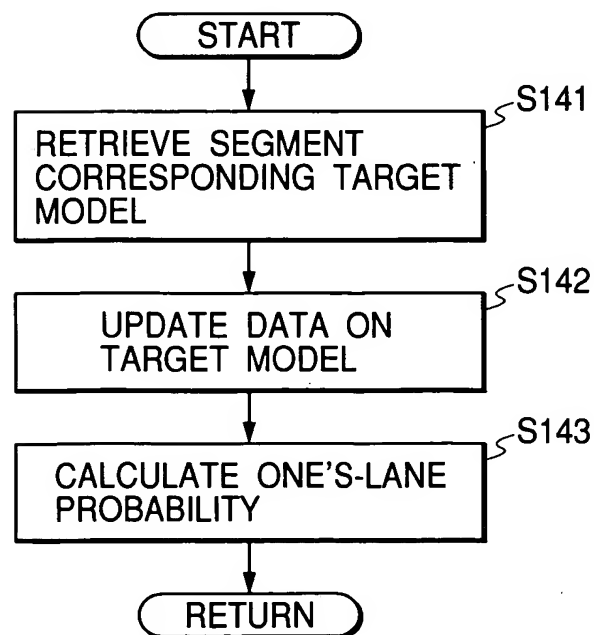 START
S141
RETRIEVE SEGMENT
CORRESPONDING TARGET
MODEL
S142
UPDATE DATA ON
TARGET MODEL
S143
CALCULATE ONE'S-LANE
PROBABILITY
RETURN